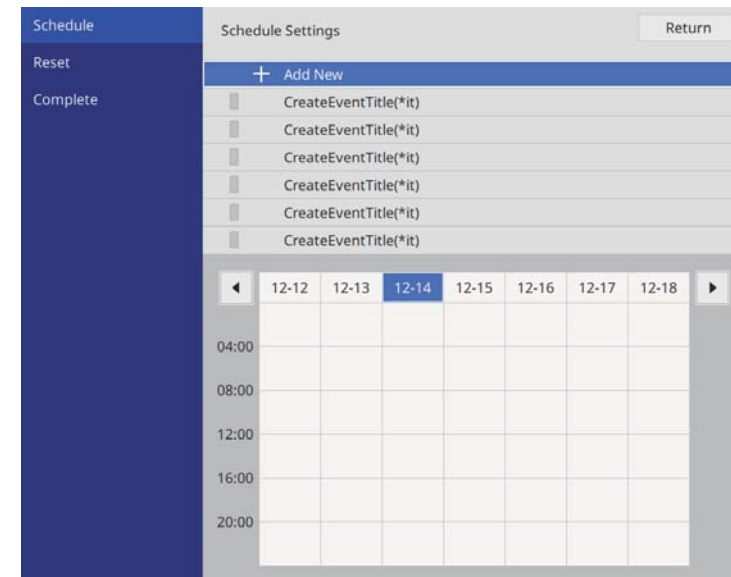 Schedule
Reset
Complete
Schedule Settings
Return
Add New
CreateEventTitle(*it)
CreateEventTitle(*it)
CreateEventTitle(*it)
CreateEventTitle(*it)
CreateEventTitle(*it)
CreateEventTitle(*it)
12-12 12-13 12-14 12-15 12-16 12-17 12-18
04:00
08:00
12:00
16:00
20:00